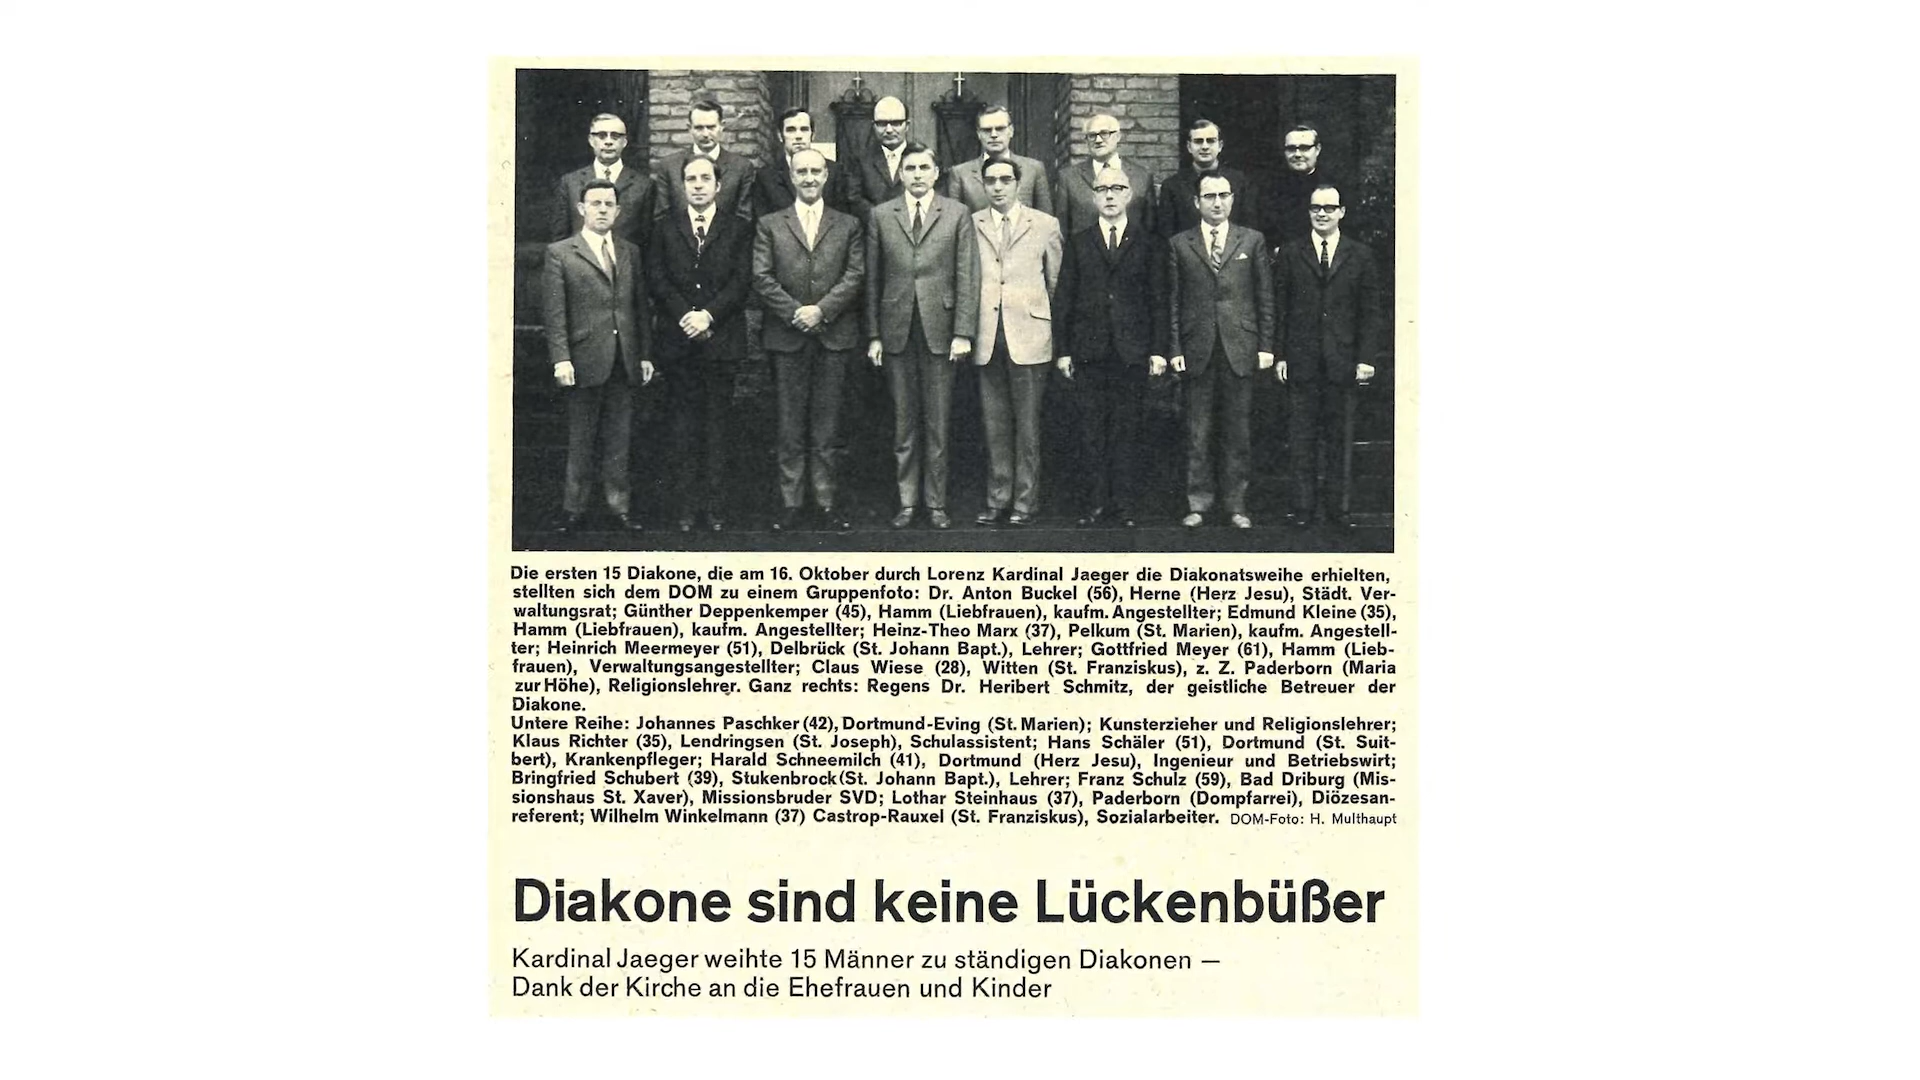 Die ersten 15 Diakone, die am 16. Oktober durch Lorenz Kardinal Jaeger die Diakonatsweihe erhielten,
stellten sich dem DOM zu einem Gruppenfoto: Dr. Anton Buckel (56), Herne (Herz Jesu), Städt. Ver-
waltungsrat; Günther Deppenkemper (45), Hamm (Liebfrauen), kaufm. Angestellter; Edmund Kleine (35),
Hamm (Liebfrauen), kaufm. Angestellter; Heinz-Theo Marx (37), Pelkum (St. Marien), kaufm. Angestell-
ter; Heinrich Meermeyer (51), Delbrück (St. Johann Bapt.), Lehrer; Gottfried Meyer (61), Hamm (Lieb-
frauen), Verwaltungsangestellter; Claus Wiese (28), Witten (St. Franziskus), z. Z. Paderborn (Maria
zur Höhe), Religionslehrer. Ganz rechts: Regens Dr. Heribert Schmitz, der geistliche Betreuer der
Diakone.
Untere Reihe: Johannes Paschker (42), Dortmund-Eving (St. Marien); Kunsterzieher und Religionslehrer;
Klaus Richter (35), Lendringsen (St. Joseph), Schulassistent; Hans Schäler (51), Dortmund (St. Suit-
bert), Krankenpfleger; Harald Schneemilch (41), Dortmund (Herz Jesu), Ingenieur und Betriebswirt;
Bringfried Schubert (39), Stukenbrock (St. Johann Bapt.), Lehrer; Franz Schulz (59), Bad Driburg (Mis-
sionshaus St. Xaver), Missionsbruder SVD; Lothar Steinhaus (37), Paderborn (Dompfarrei), Diözesan-
referent; Wilhelm Winkelmann (37) Castrop-Rauxel (St. Franziskus), Sozialarbeiter. DOM-Foto: H. Multhaupt
Diakone sind keine Lückenbüßer
Kardinal Jaeger weihte 15 Männer zu ständigen Diakonen —
Dank der Kirche an die Ehefrauen und Kinder